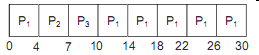 P₁ P₂ P₃ P₁ P₁ P₁ P₁ P₁
0 4 7 10 14 18 22 26 30